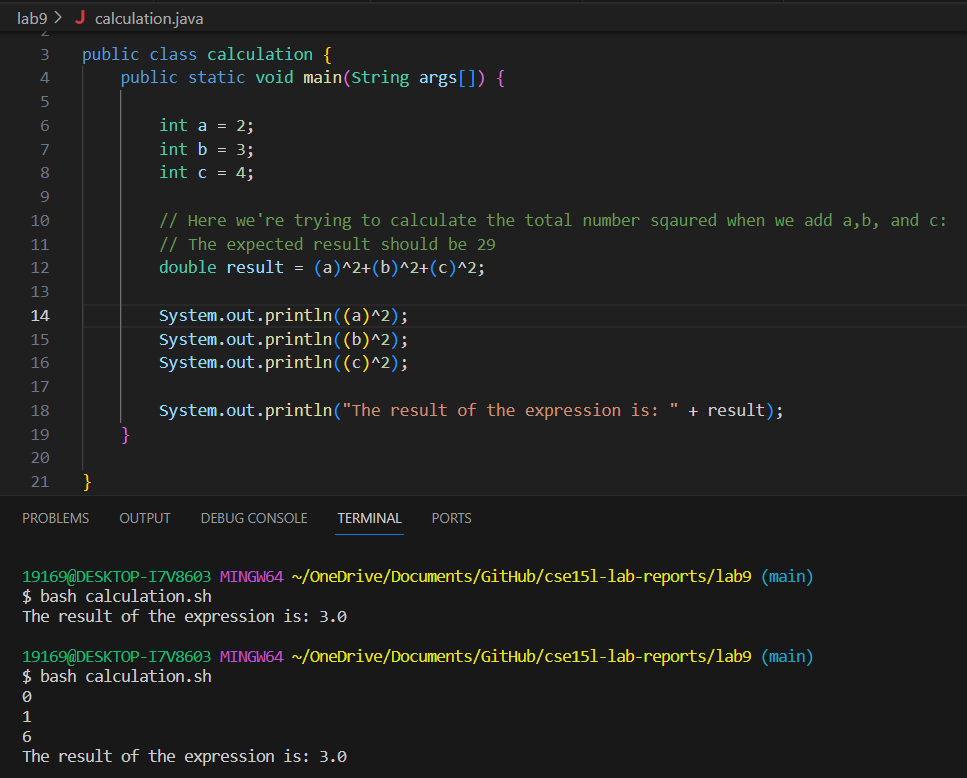 lab9 > J calculation.java
2
3 public class calculation {
4 public static void main(String args[]) {
5
6 int a = 2;
7 int b = 3;
8 int c = 4;
9
10 // Here we're trying to calculate the total number sqaured when we add a,b, and c:
11 // The expected result should be 29
12 double result = (a)^2+(b)^2+(c)^2;
13
14 System.out.println((a)^2);
15 System.out.println((b)^2);
16 System.out.println((c)^2);
17
18 System.out.println("The result of the expression is: " + result);
19 }
20
21 }
PROBLEMS OUTPUT DEBUG CONSOLE TERMINAL PORTS
19169@DESKTOP-I7V8603 MINGW64 ~/OneDrive/Documents/GitHub/cse15l-lab-reports/lab9 (main)
$ bash calculation.sh
The result of the expression is: 3.0
19169@DESKTOP-I7V8603 MINGW64 ~/OneDrive/Documents/GitHub/cse15l-lab-reports/lab9 (main)
$ bash calculation.sh
0
1
6
The result of the expression is: 3.0